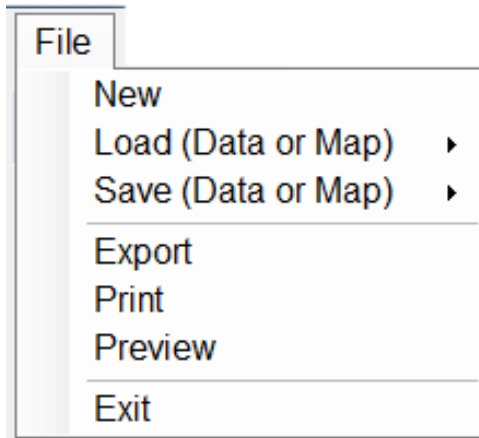 File
New
Load (Data or Map)
Save (Data or Map)
Export
Print
Preview
Exit